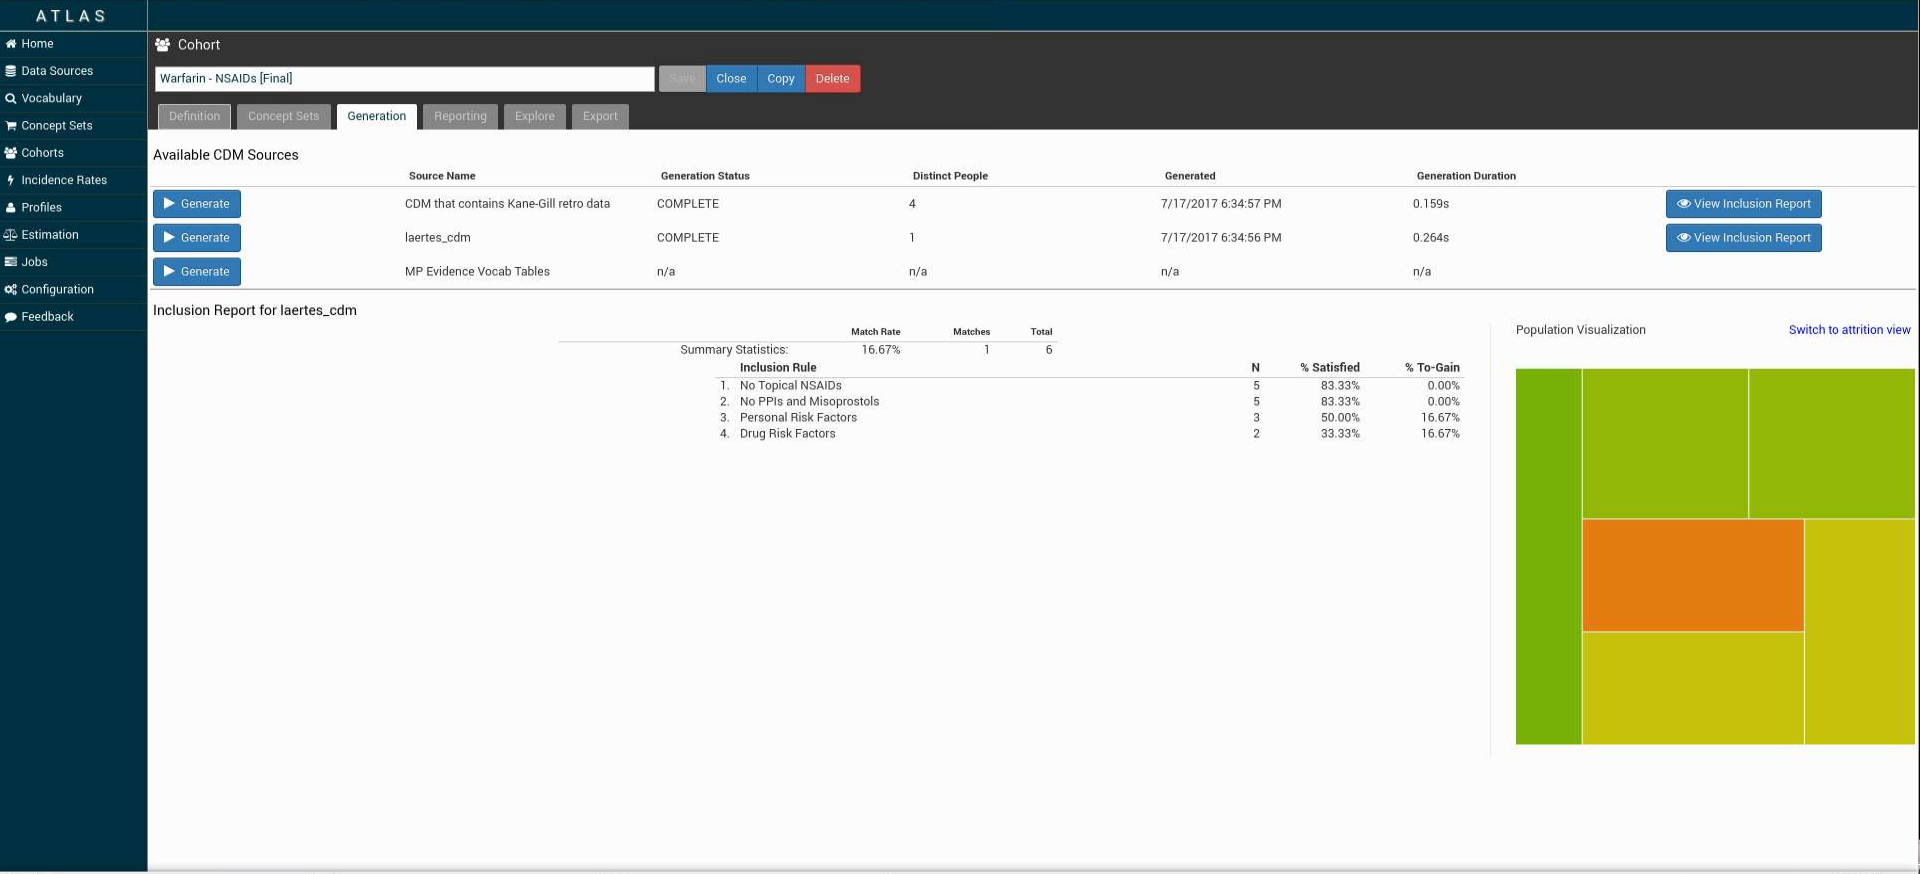 ATLAS
Home
Data Sources
Vocabulary
Concept Sets
Cohorts
Incidence Rates
Profiles
Estimation
Jobs
Configuration
Feedback
Cohort
Warfarin - NSAIDs [Final] Save Close Copy Delete
Definition Concept Sets Generation Reporting Explore Export
Available CDM Sources
Source Name Generation Status Distinct People Generated Generation Duration
Generate CDM that contains Kane-Gill retro data COMPLETE 4 7/17/2017 6:34:57 PM 0.159s View Inclusion Report
Generate laertes_cdm COMPLETE 1 7/17/2017 6:34:56 PM 0.264s View Inclusion Report
Generate MP Evidence Vocab Tables n/a n/a n/a n/a
Inclusion Report for laertes_cdm
Match Rate Matches Total
Summary Statistics: 16.67% 1 6
Inclusion Rule N % Satisfied % To-Gain
1. No Topical NSAIDs 5 83.33% 0.00%
2. No PPIs and Misoprostols 5 83.33% 0.00%
3. Personal Risk Factors 3 50.00% 16.67%
4. Drug Risk Factors 2 33.33% 16.67%
Population Visualization Switch to attrition view